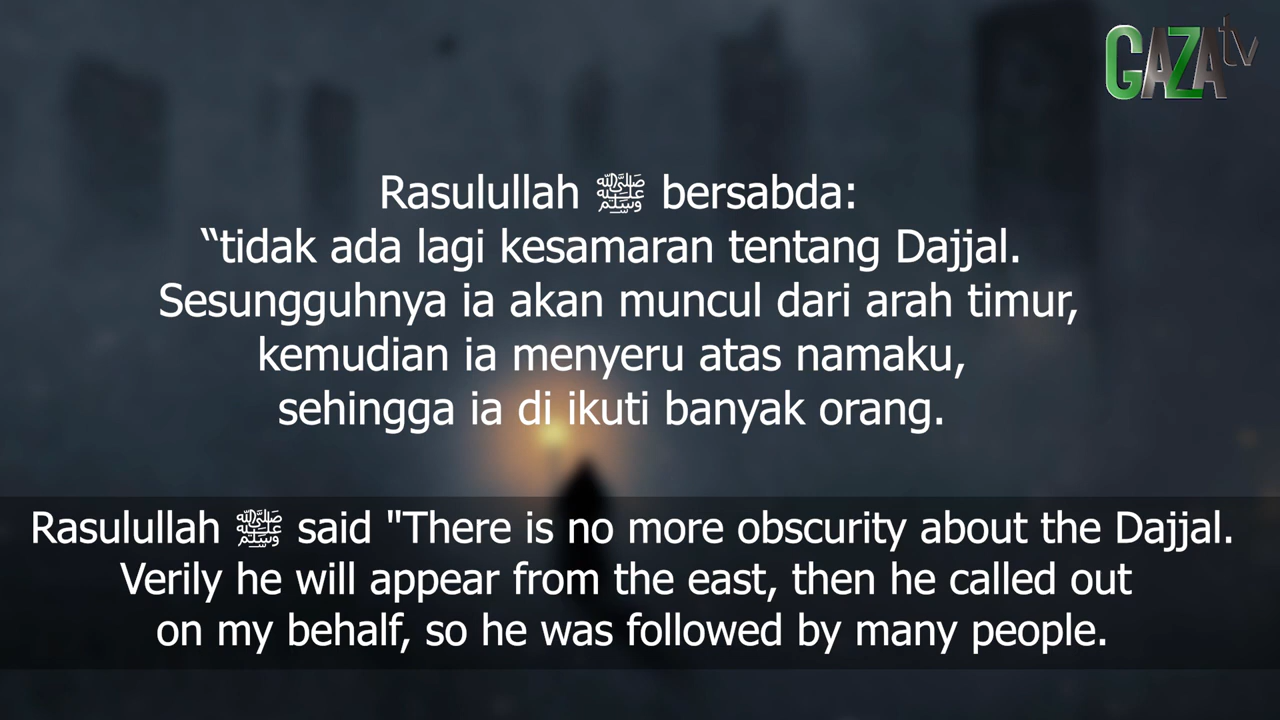 GAZA tv
Rasulullah ﷺ bersabda:
“tidak ada lagi kesamaran tentang Dajjal.
Sesungguhnya ia akan muncul dari arah timur,
kemudian ia menyeru atas namaku,
sehingga ia di ikuti banyak orang.
Rasulullah ﷺ said "There is no more obscurity about the Dajjal.
Verily he will appear from the east, then he called out
on my behalf, so he was followed by many people.